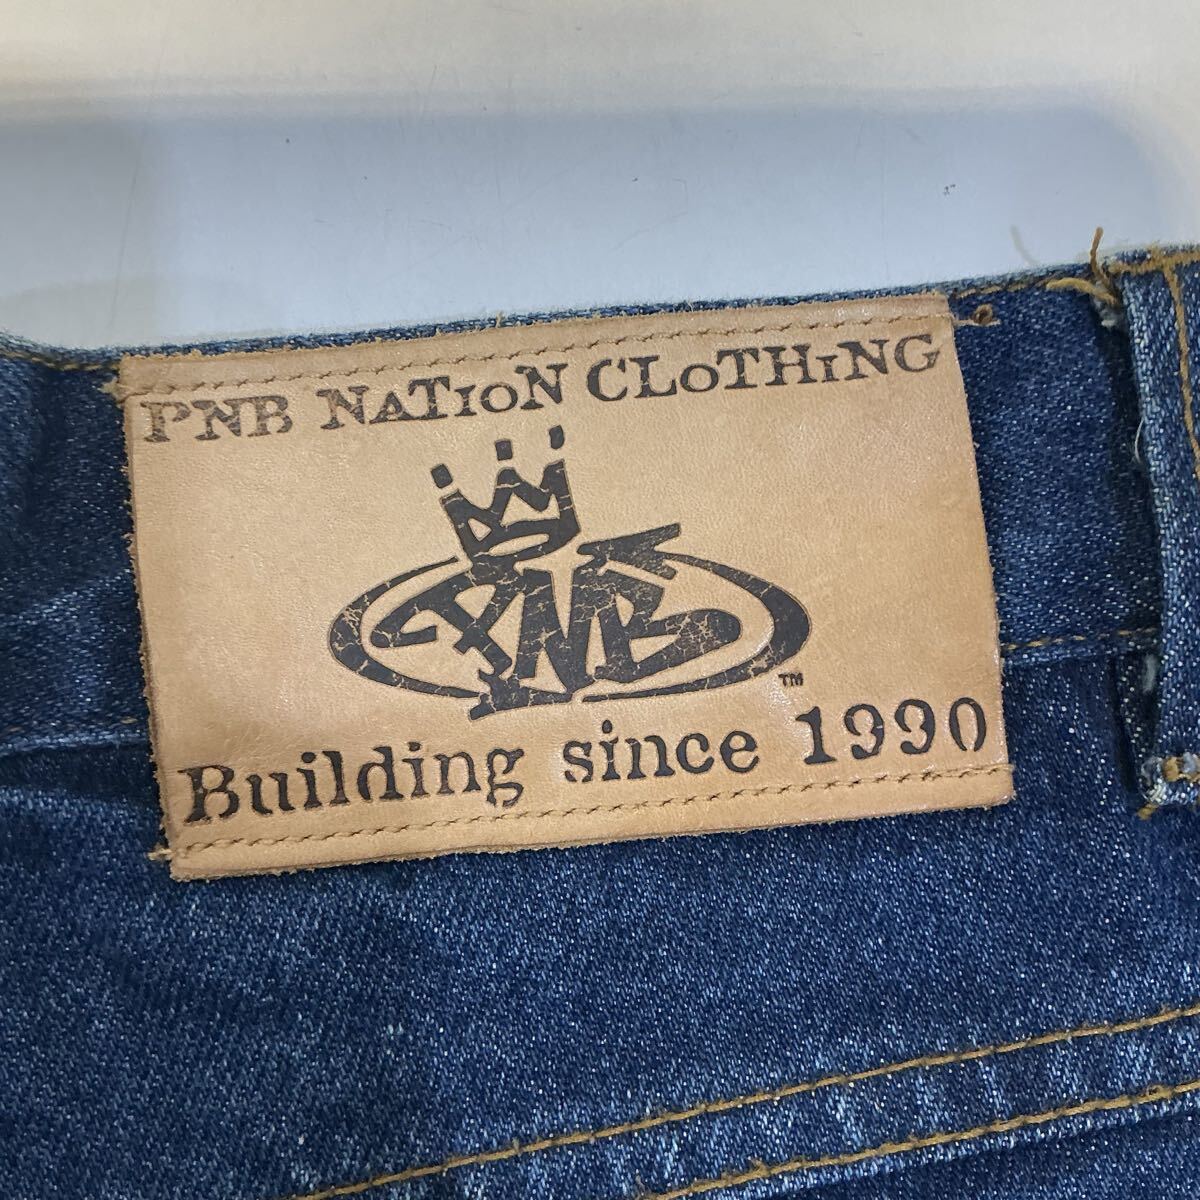 PNB NATiON CLOTHiNG
PNB
TM
Building since 1990